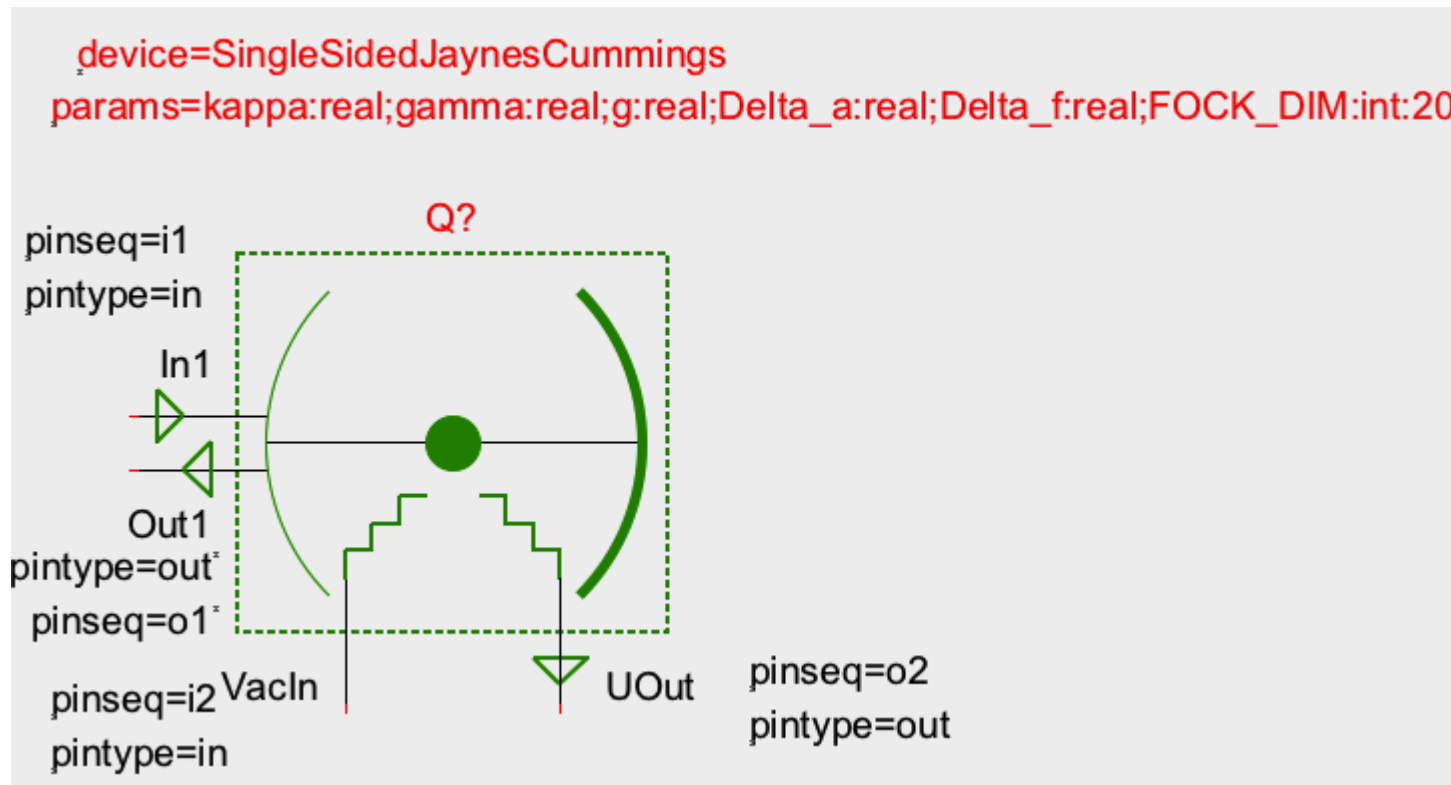 device=SingleSidedJaynesCummings
params=kappa:real;gamma:real;g:real;Delta_a:real;Delta_f:real;FOCK_DIM:int:20
Q?
pinseq=i1
pintype=in
In1
Out1
pintype=out
pinseq=o1
pinseq=i2
VacIn
pintype=in
UOut
pinseq=o2
pintype=out